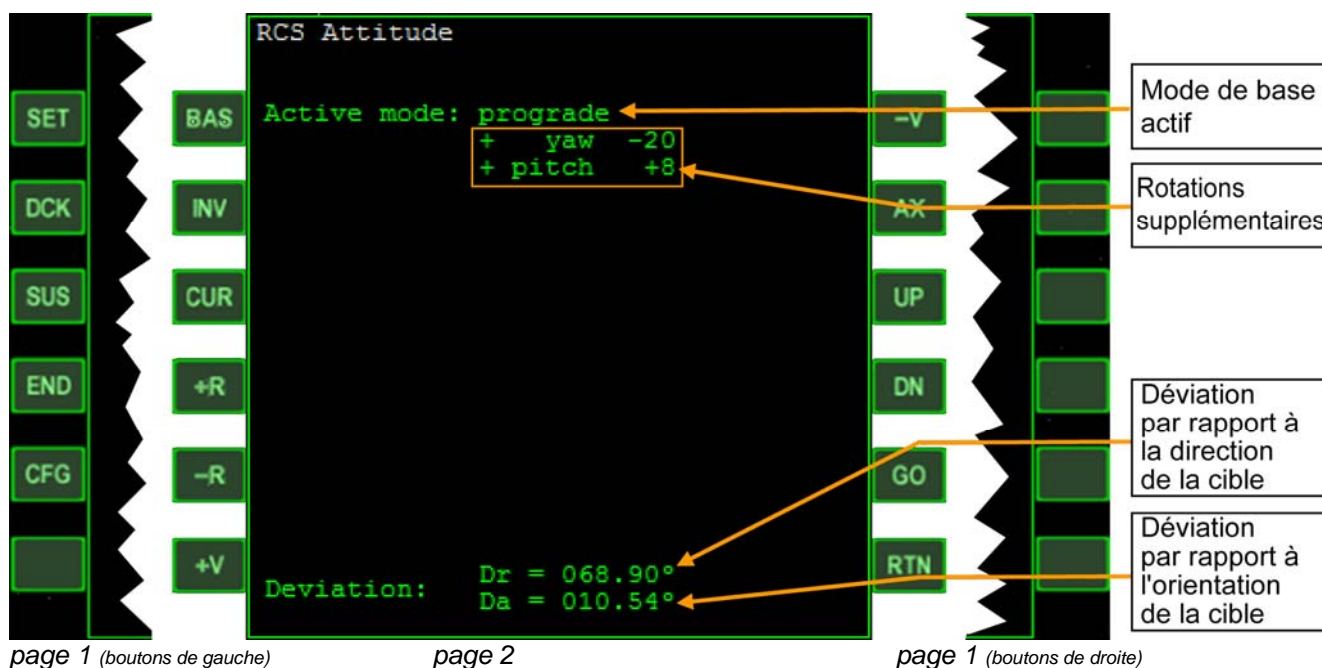 RCS Attitude
SET
BAS
Active mode: prograde
-V
Mode de base
actif
+ yaw -20
+ pitch +8
DCK
INV
AX
Rotations
supplémentaires
SUS
CUR
UP
END
+R
DN
Déviation
par rapport à
la direction
de la cible
CFG
-R
GO
Déviation
par rapport à
l'orientation
de la cible
+V
Deviation:
Dr = 068.90°
Da = 010.54°
RTN
page 1 (boutons de gauche)
page 2
page 1 (boutons de droite)